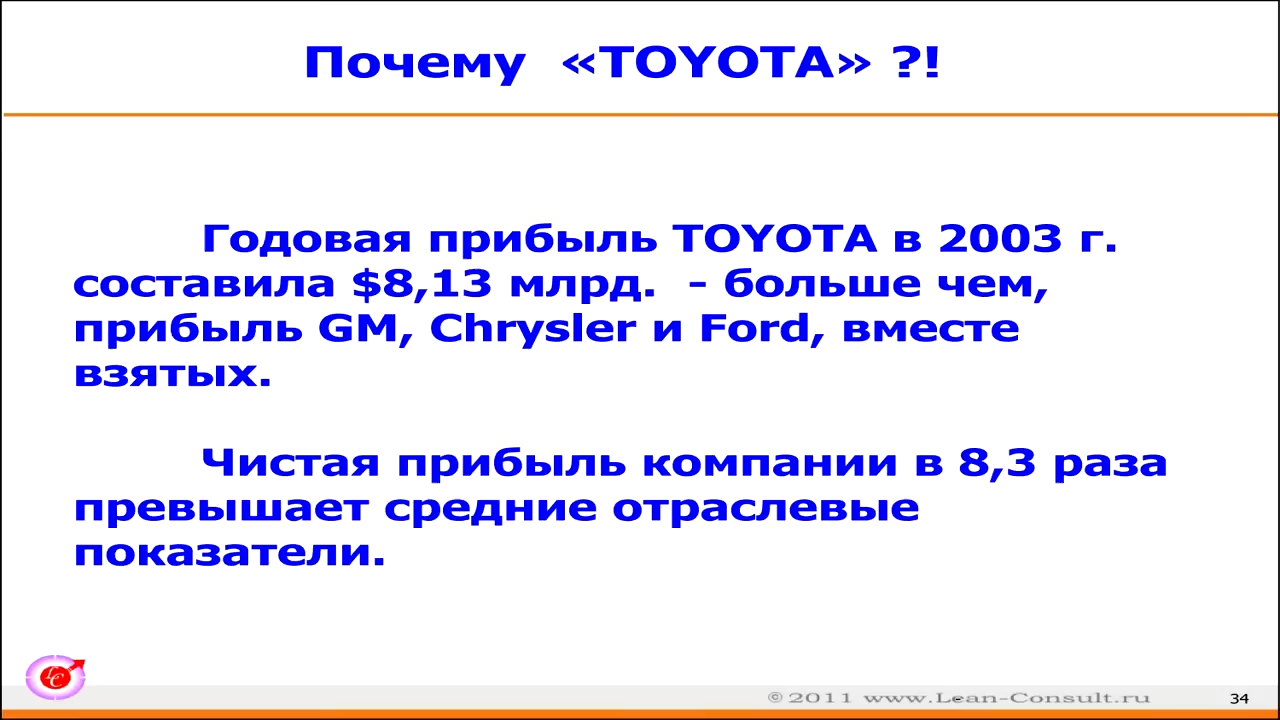 Почему «TOYOTA» ?!
Годовая прибыль TOYOTA в 2003 г.
составила $8,13 млрд. - больше чем,
прибыль GM, Chrysler и Ford, вместе
взятых.
Чистая прибыль компании в 8,3 раза
превышает средние отраслевые
показатели.
LC
© 2011 www.Lean-Consult.ru
34